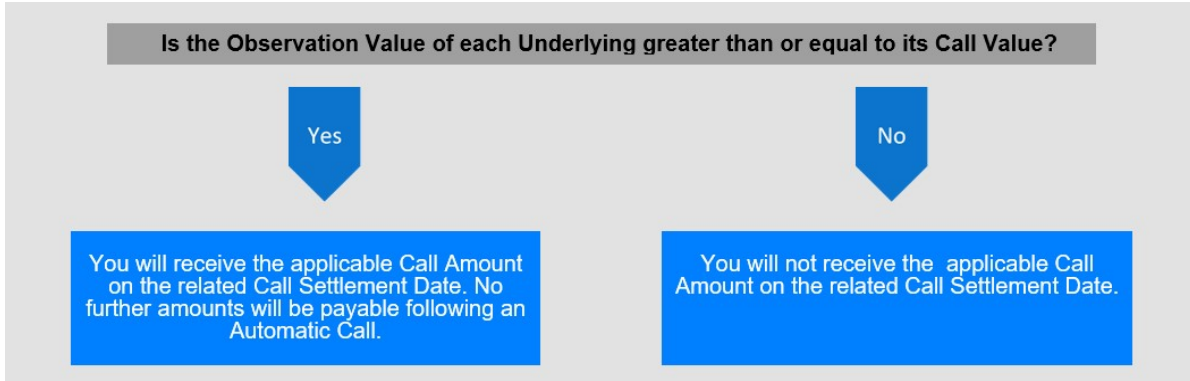 Is the Observation Value of each Underlying greater than or equal to its Call Value?
Yes
No
You will receive the applicable Call Amount
on the related Call Settlement Date. No
further amounts will be payable following an
Automatic Call.
You will not receive the  applicable Call
Amount on the related Call Settlement Date.